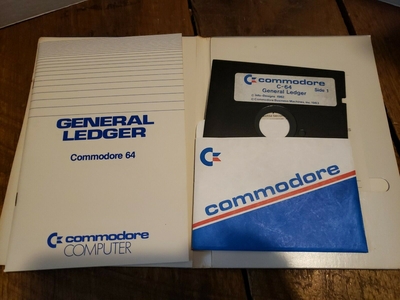 GENERAL
LEDGER
Commodore 64
commodore
COMPUTER
commodore
C-64
General Ledger
Side 1
commodore